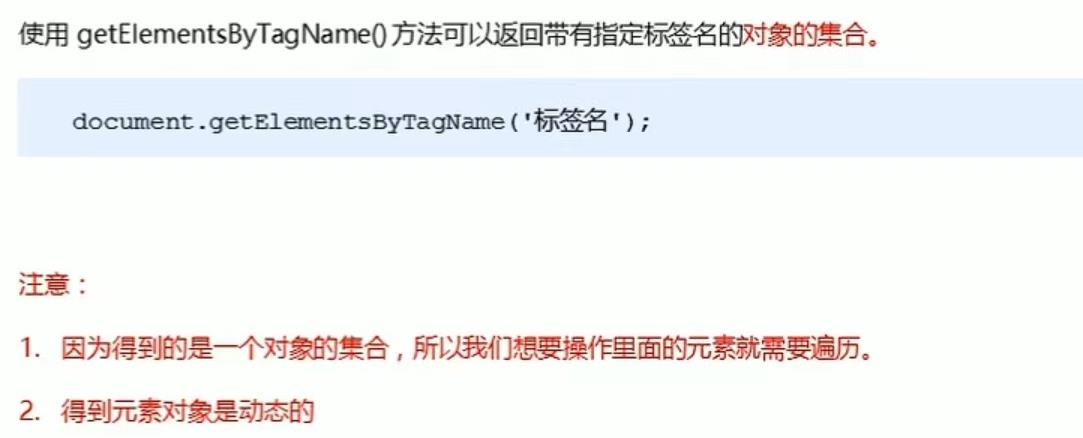 使用 getElementsByTagName() 方法可以返回带有指定标签名的对象的集合。
document.getElementsByTagName('标签名');
注意：
1. 因为得到的是一个对象的集合，所以我们想要操作里面的元素就需要遍历。
2. 得到元素对象是动态的